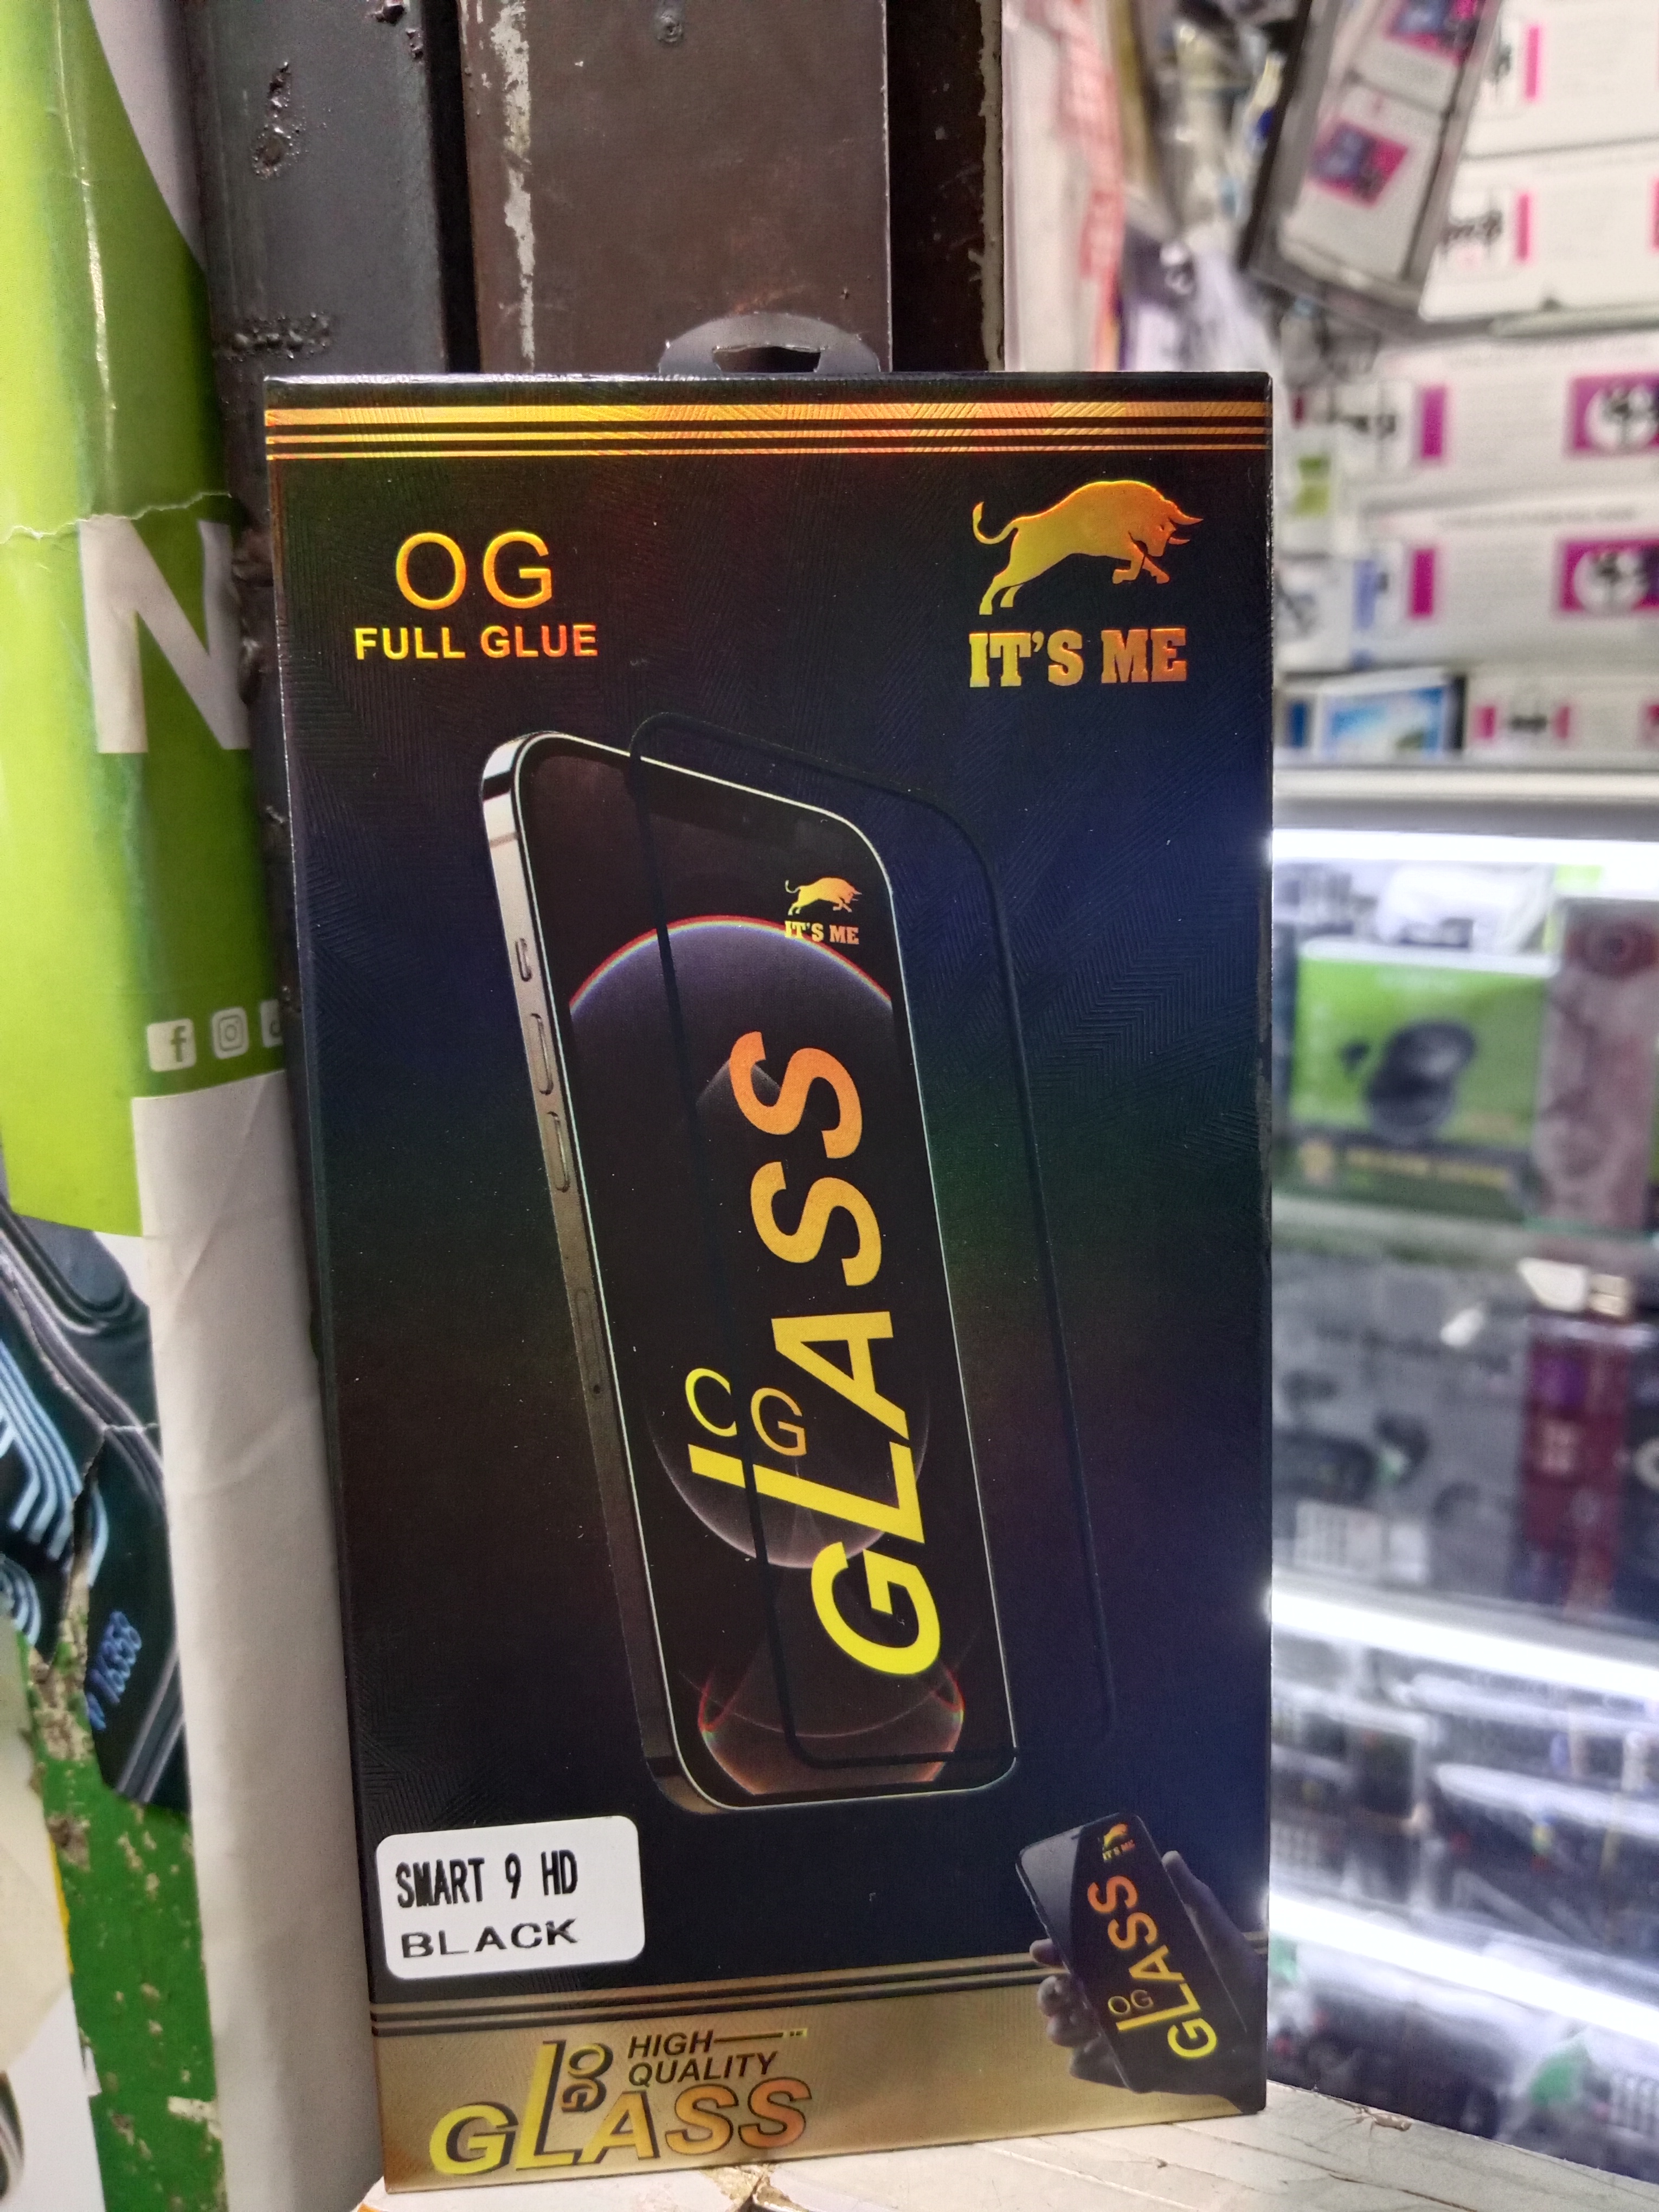 OG
FULL GLUE
IT'S ME
N
IT'S ME
OG
GLASS
f
SMART 9 HD
BLACK
IT'S ME
OG
GLASS
OG
HIGH
QUALITY
GLASS